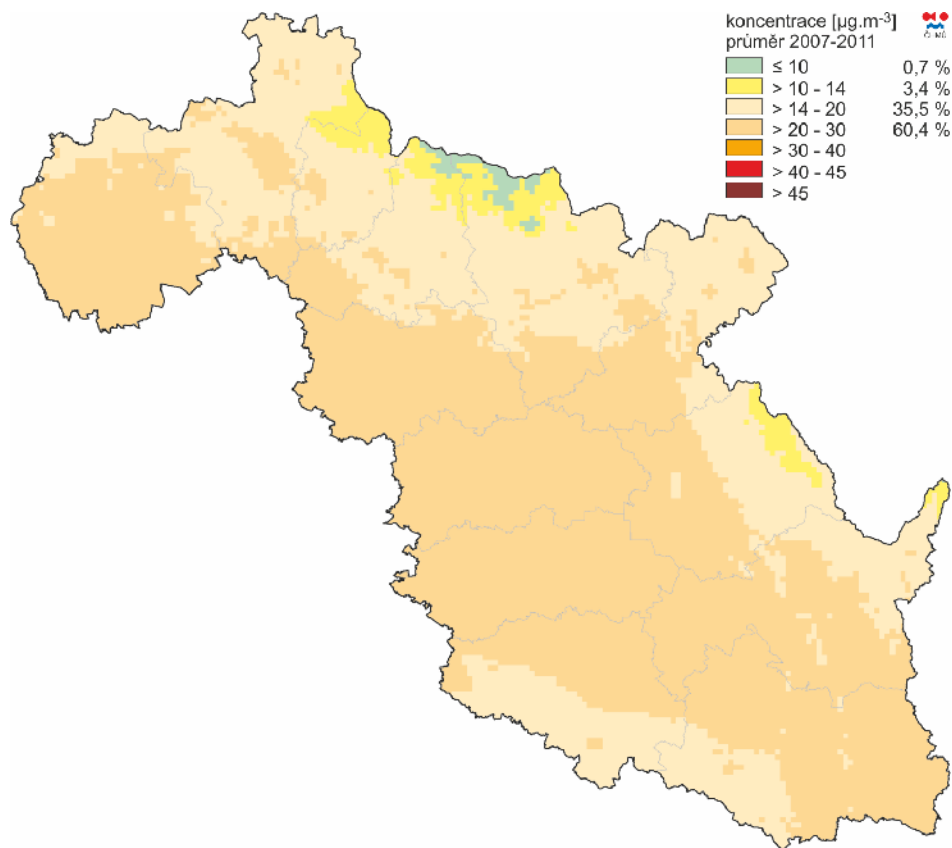 koncentrace [µg.m⁻³]
průměr 2007-2011
≤ 10 0,7 %
> 10 - 14 3,4 %
> 14 - 20 35,5 %
> 20 - 30 60,4 %
> 30 - 40
> 40 - 45
> 45